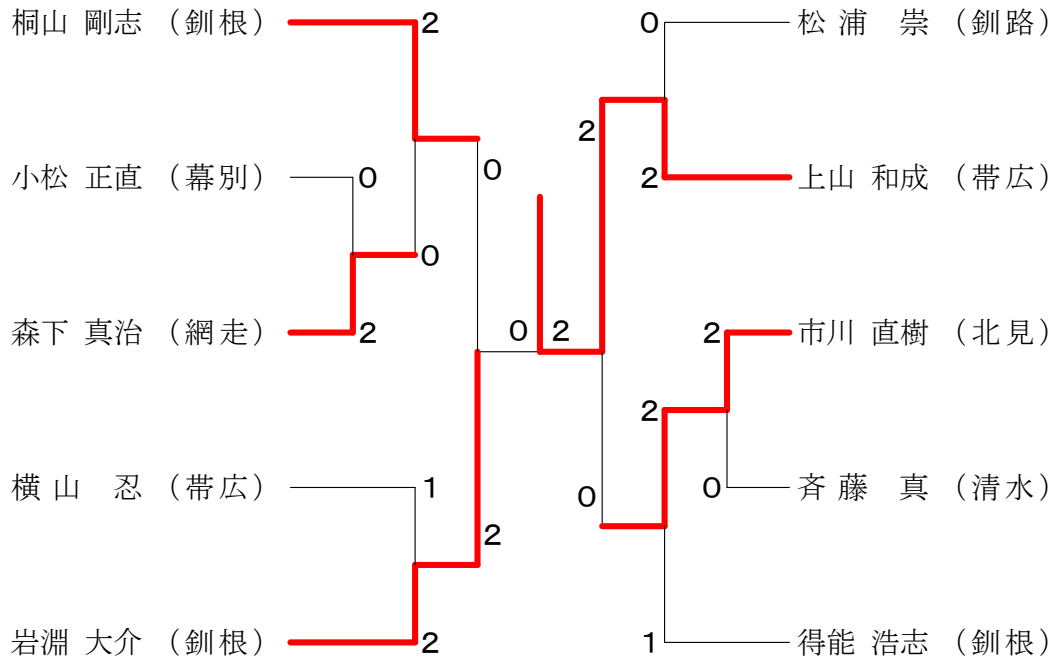 桐山 剛志 (釧根)
2
0
松浦 崇 (釧路)
2
0
小松 正直 (幕別)
0
2
上山 和成 (帯広)
0
森下 真治 (網走)
2
0
2
2
市川 直樹 (北見)
2
横山 忍 (帯広)
1
2
0
0
斉藤 真 (清水)
岩淵 大介 (釧根)
2
1
得能 浩志 (釧根)